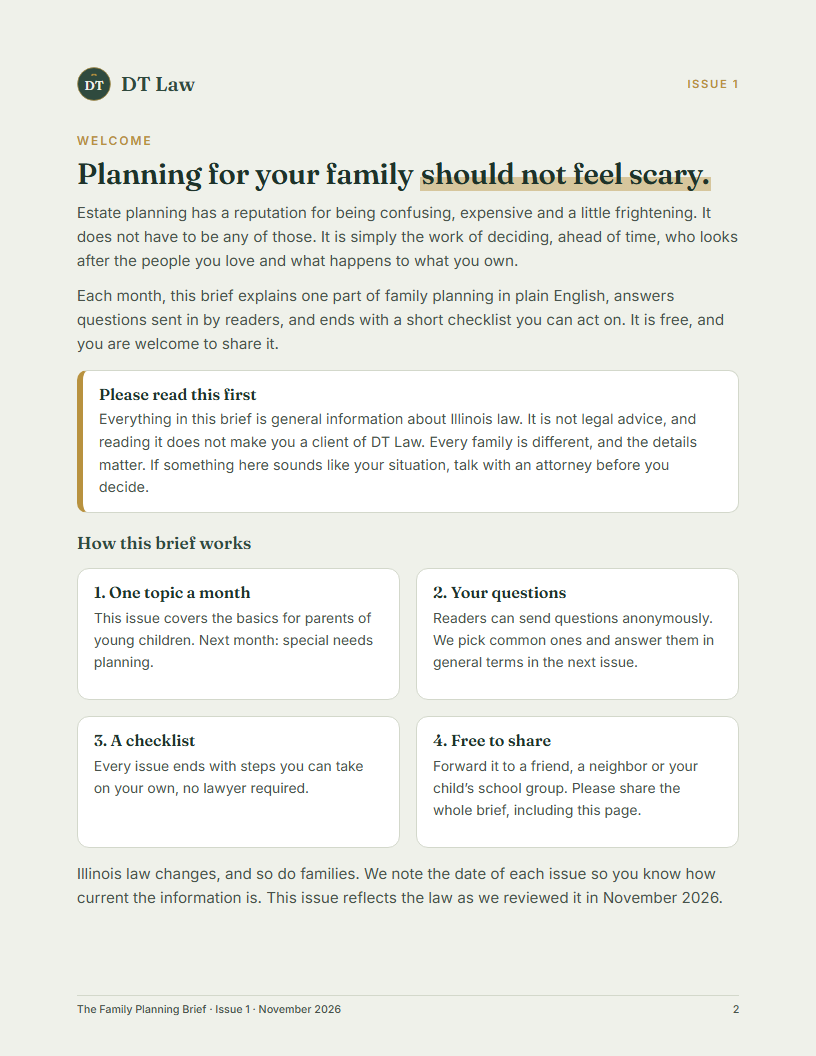 DT
DT Law
ISSUE 1
WELCOME
Planning for your family should not feel scary.
Estate planning has a reputation for being confusing, expensive and a little frightening. It
does not have to be any of those. It is simply the work of deciding, ahead of time, who looks
after the people you love and what happens to what you own.
Each month, this brief explains one part of family planning in plain English, answers
questions sent in by readers, and ends with a short checklist you can act on. It is free, and
you are welcome to share it.
Please read this first
Everything in this brief is general information about Illinois law. It is not legal advice, and
reading it does not make you a client of DT Law. Every family is different, and the details
matter. If something here sounds like your situation, talk with an attorney before you
decide.
How this brief works
1. One topic a month
This issue covers the basics for parents of
young children. Next month: special needs
planning.
2. Your questions
Readers can send questions anonymously.
We pick common ones and answer them in
general terms in the next issue.
3. A checklist
Every issue ends with steps you can take
on your own, no lawyer required.
4. Free to share
Forward it to a friend, a neighbor or your
child’s school group. Please share the
whole brief, including this page.
Illinois law changes, and so do families. We note the date of each issue so you know how
current the information is. This issue reflects the law as we reviewed it in November 2026.
The Family Planning Brief · Issue 1 · November 2026
2